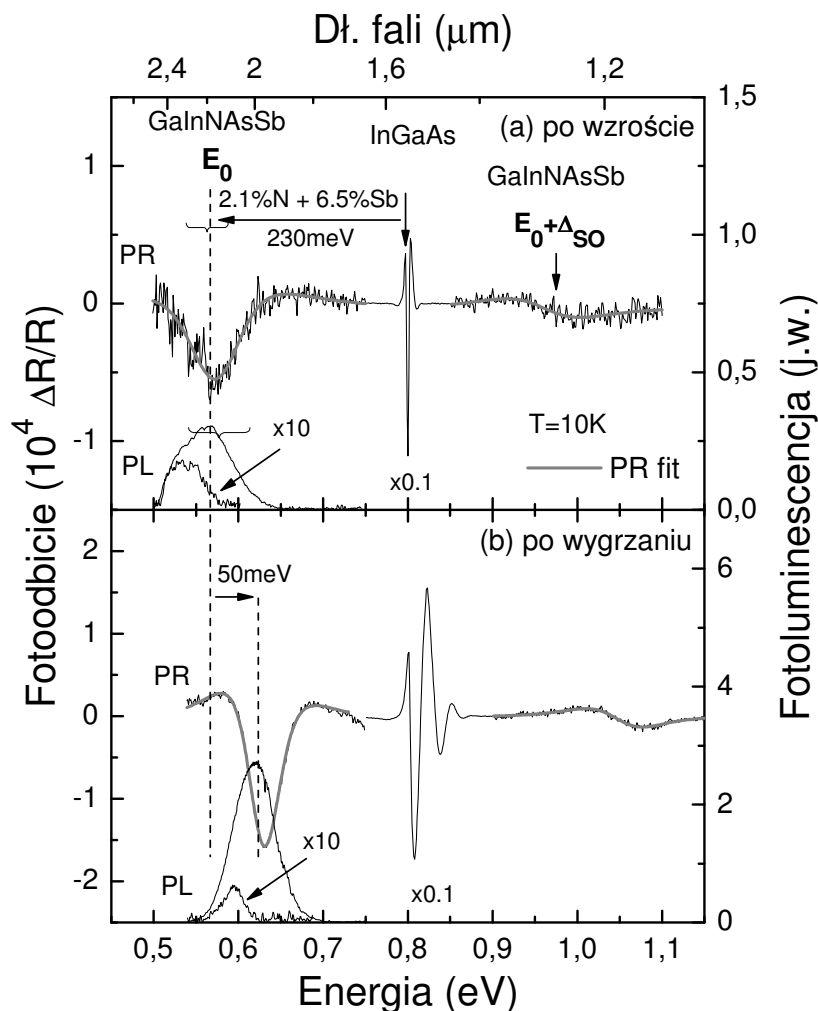 Dł. fali (μm)
2,4 2 1,6 1,2
GaInNAsSb
InGaAs
(a) po wzroście
E0
GaInNAsSb
2.1%N + 6.5%Sb
230meV
E0+ΔSO
PR
PL
x10
x0.1
T=10K
PR fit
1
0
-1
1,5
1,0
0,5
0,0
(b) po wygrzaniu
50meV
PR
PL
x10
x0.1
2
1
0
-1
-2
6
4
2
0
Fotoodbicie (10^4 ΔR/R)
Fotoluminescencja (j.w.)
0,5 0,6 0,7 0,8 0,9 1,0 1,1
Energia (eV)